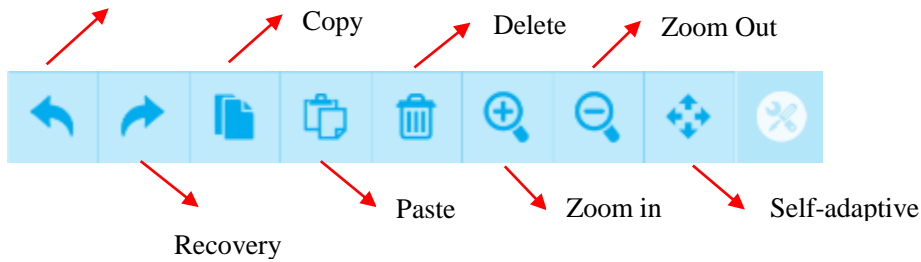 Copy
Delete
Zoom Out
Paste
Zoom in
Self-adaptive
Recovery